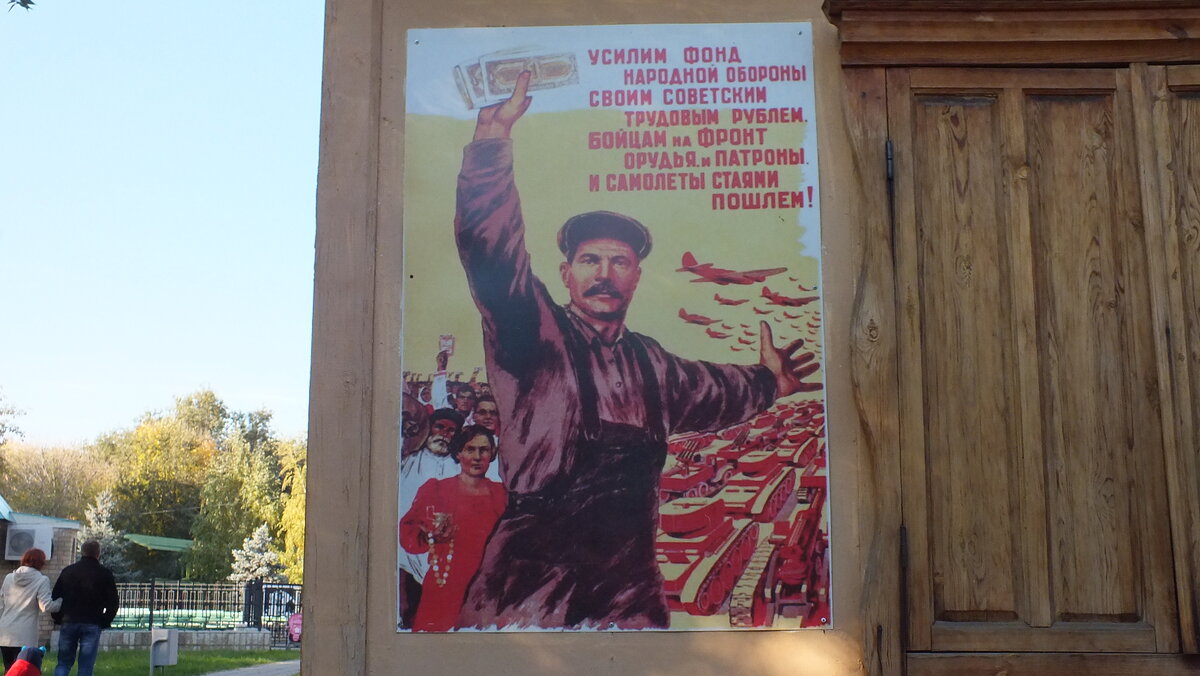 УСИЛИМ ФОНД
НАРОДНОЙ ОБОРОНЫ
СВОИМ СОВЕТСКИМ
ТРУДОВЫМ РУБЛЕМ.
БОЙЦАМ НА ФРОНТ
ОРУДЬЯ И ПАТРОНЫ
И САМОЛЕТЫ СТАЯМИ
ПОШЛЕМ!